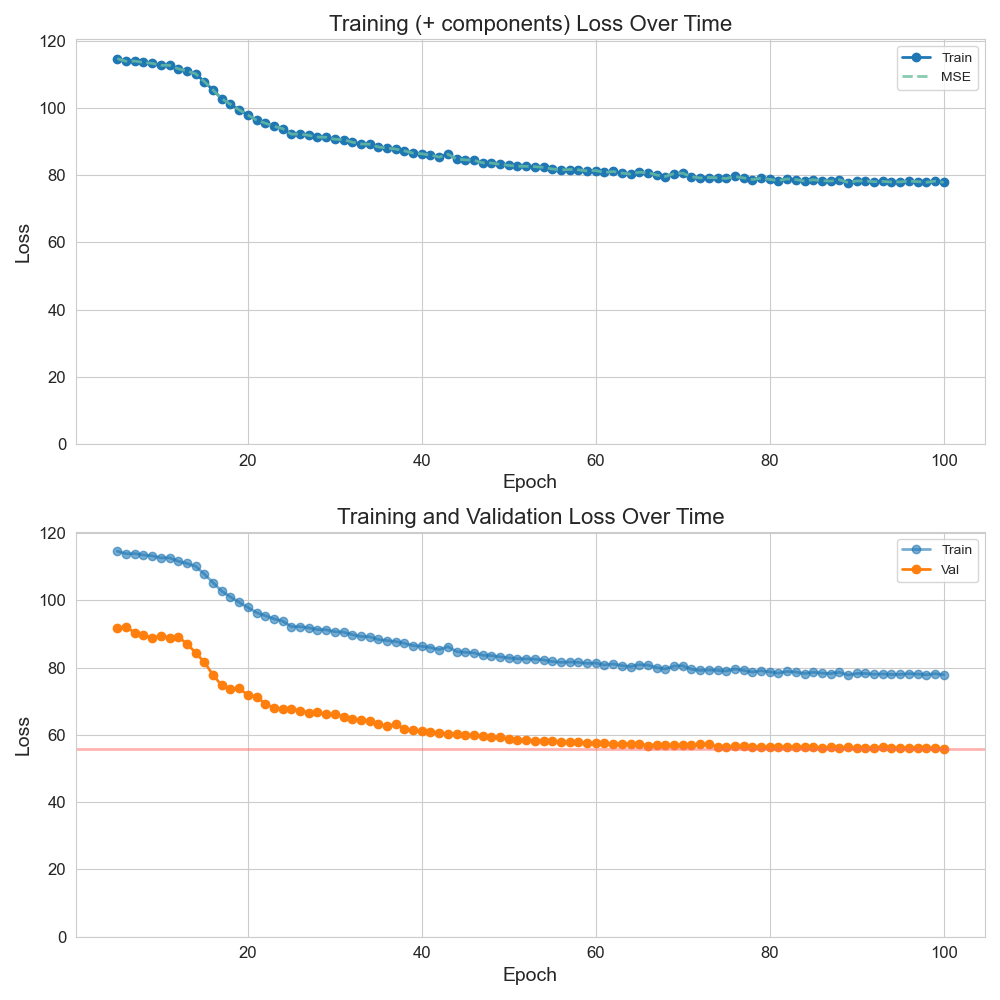 Training (+ components) Loss Over Time
Train
MSE
120
100
80
60
40
20
0
Loss
20 40 60 80 100
Epoch
Training and Validation Loss Over Time
Train
Val
120
100
80
60
40
20
0
Loss
20 40 60 80 100
Epoch